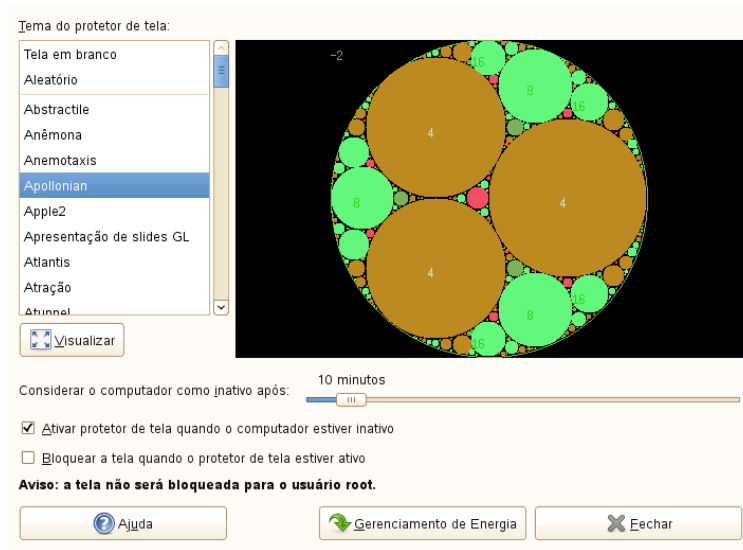 Tema do protetor de tela:
Tela em branco
Aleatório
Abstractile
Anêmona
Anemotaxis
Apollonian
Apple2
Apresentação de slides GL
Atlantis
Atração
Atunnel
Visualizar
-2
16
8
16
4
8
4
4
16
8
16
Considerar o computador como inativo após:
10 minutos
Ativar protetor de tela quando o computador estiver inativo
Bloquear a tela quando o protetor de tela estiver ativo
Aviso: a tela não será bloqueada para o usuário root.
Ajuda
Gerenciamento de Energia
Fechar